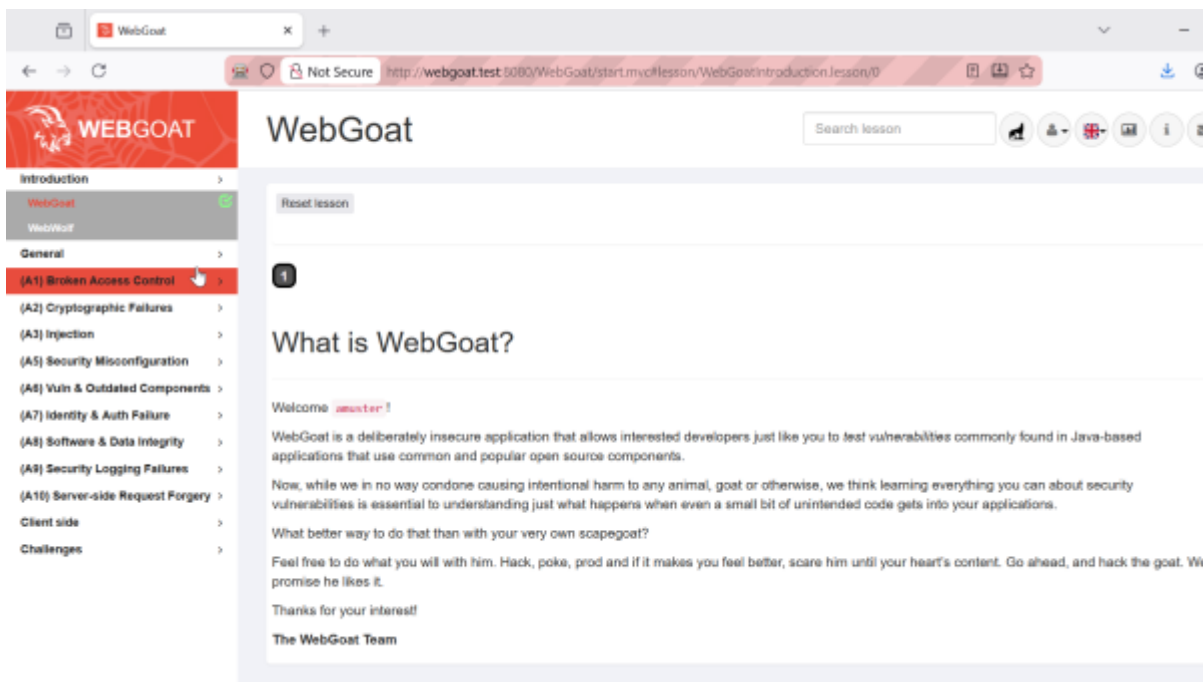 WebGoat
Not Secure http://webgoat.test:8080/WebGoat/start.mvc#lesson/WebGoatIntroduction.lesson/0
WEBGOAT
WebGoat
Search lesson
Introduction
WebGoat
WebWolf
General
(A1) Broken Access Control
(A2) Cryptographic Failures
(A3) Injection
(A5) Security Misconfiguration
(A6) Vuln & Outdated Components
(A7) Identity & Auth Failure
(A8) Software & Data Integrity
(A9) Security Logging Failures
(A10) Server-side Request Forgery
Client side
Challenges
Reset lesson
1
What is WebGoat?
Welcome amuster!
WebGoat is a deliberately insecure application that allows interested developers just like you to test vulnerabilities commonly found in Java-based
applications that use common and popular open source components.
Now, while we in no way condone causing intentional harm to any animal, goat or otherwise, we think learning everything you can about security
vulnerabilities is essential to understanding just what happens when even a small bit of unintended code gets into your applications.
What better way to do that than with your very own scapegoat?
Feel free to do what you will with him. Hack, poke, prod and if it makes you feel better, scare him until your heart's content. Go ahead, and hack the goat. We
promise he likes it.
Thanks for your interest!
The WebGoat Team